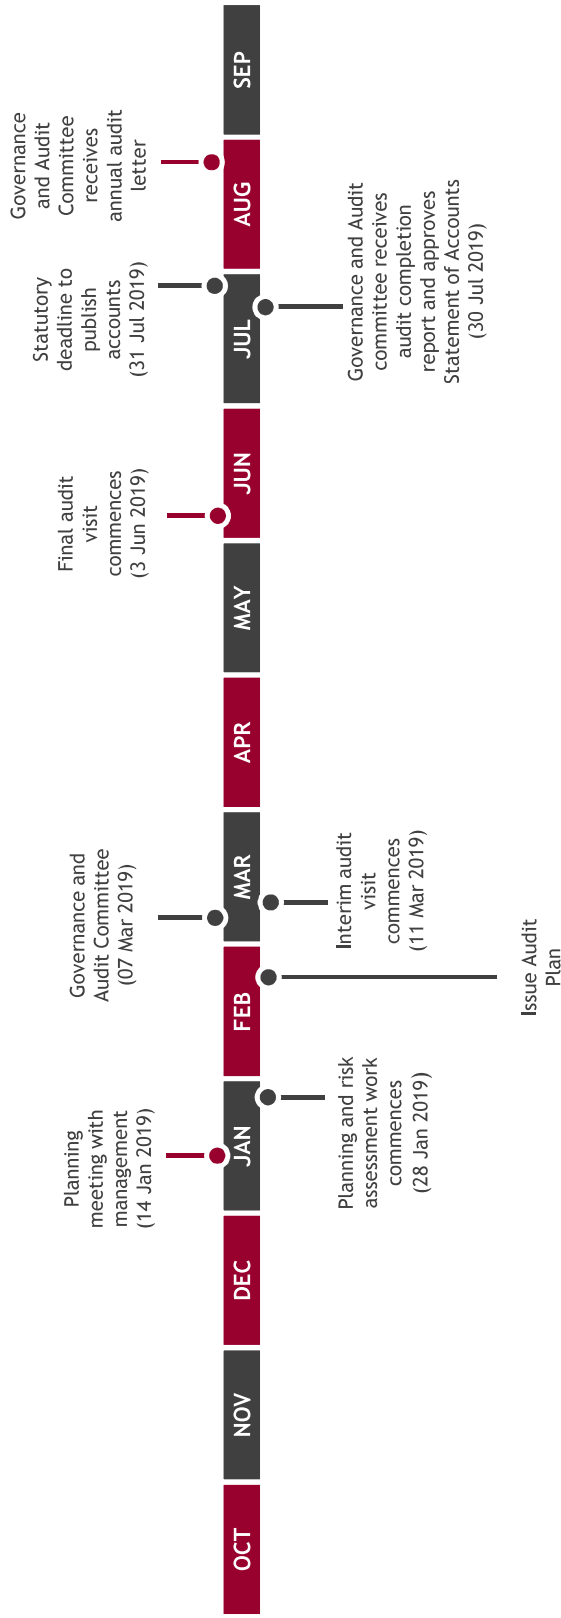 Planning
meeting with
management
(14 Jan 2019)
Governance and
Audit Committee
(07 Mar 2019)
Final audit
visit
commences
(3 Jun 2019)
Statutory
deadline to
publish
accounts
(31 Jul 2019)
Governance
and Audit
Committee
receives
annual audit
letter
OCT
NOV
DEC
JAN
FEB
MAR
APR
MAY
JUN
JUL
AUG
SEP
Planning and risk
assessment work
commences
(28 Jan 2019)
Issue Audit
Plan
Interim audit
visit
commences
(11 Mar 2019)
Governance and Audit
committee receives
audit completion
report and approves
Statement of Accounts
(30 Jul 2019)